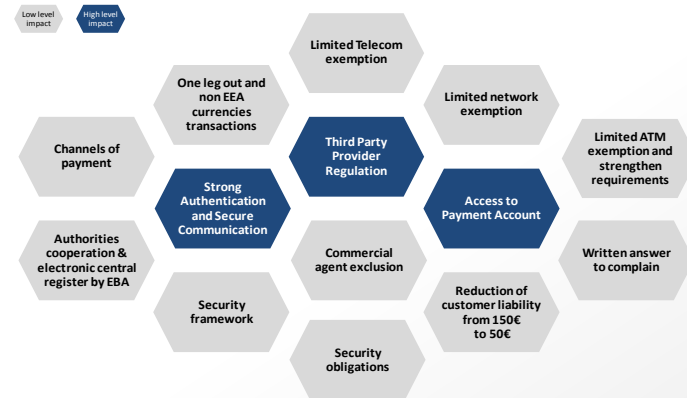 Low level
impact
High level
impact
Limited Telecom
exemption
One leg out and
non EEA
currencies
transactions
Limited network
exemption
Channels of
payment
Third Party
Provider
Regulation
Limited ATM
exemption and
strengthen
requirements
Strong
Authentication
and Secure
Communication
Access to
Payment Account
Authorities
cooperation &
electronic central
register by EBA
Commercial
agent exclusion
Written answer
to complain
Security
framework
Reduction of
customer liability
from 150€
to 50€
Security
obligations